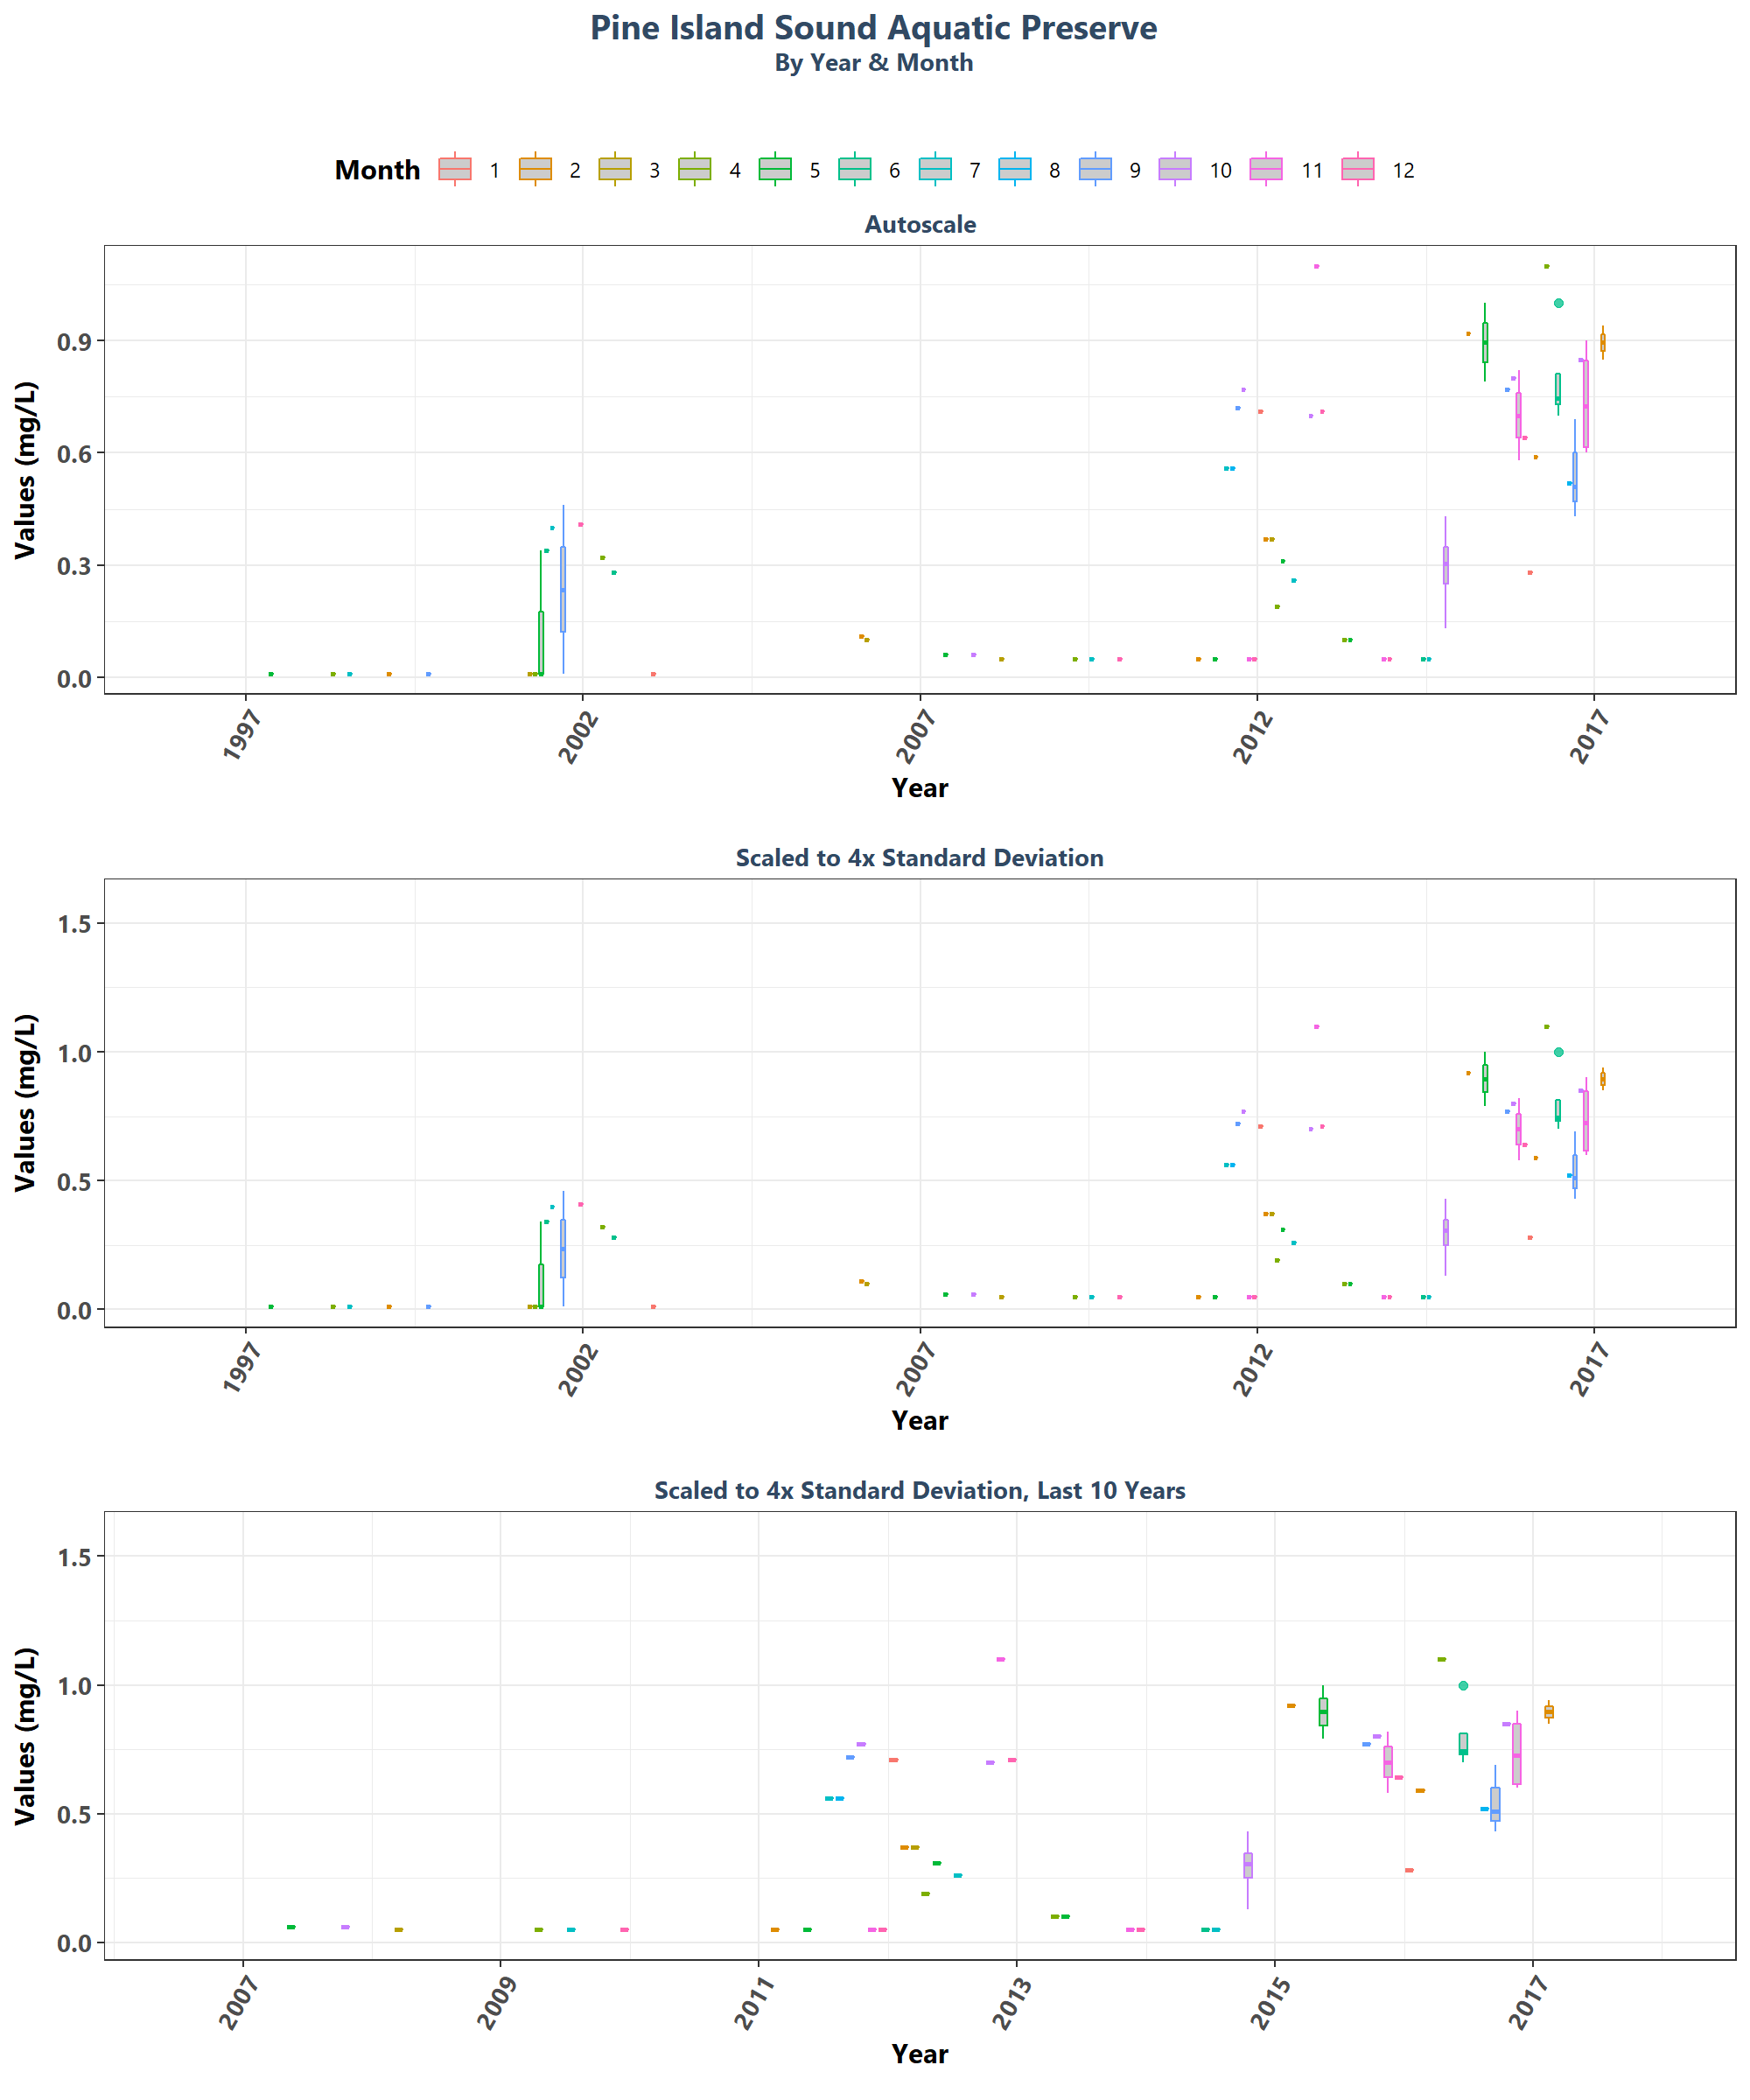 Pine Island Sound Aquatic Preserve
By Year & Month
Month 1 2 3 4 5 6 7 8 9 10 11 12
Autoscale
Values (mg/L)
0.9
0.6
0.3
0.0
1997 2002 2007 2012 2017
Year
Scaled to 4x Standard Deviation
Values (mg/L)
1.5
1.0
0.5
0.0
1997 2002 2007 2012 2017
Year
Scaled to 4x Standard Deviation, Last 10 Years
Values (mg/L)
1.5
1.0
0.5
0.0
2007 2009 2011 2013 2015 2017
Year